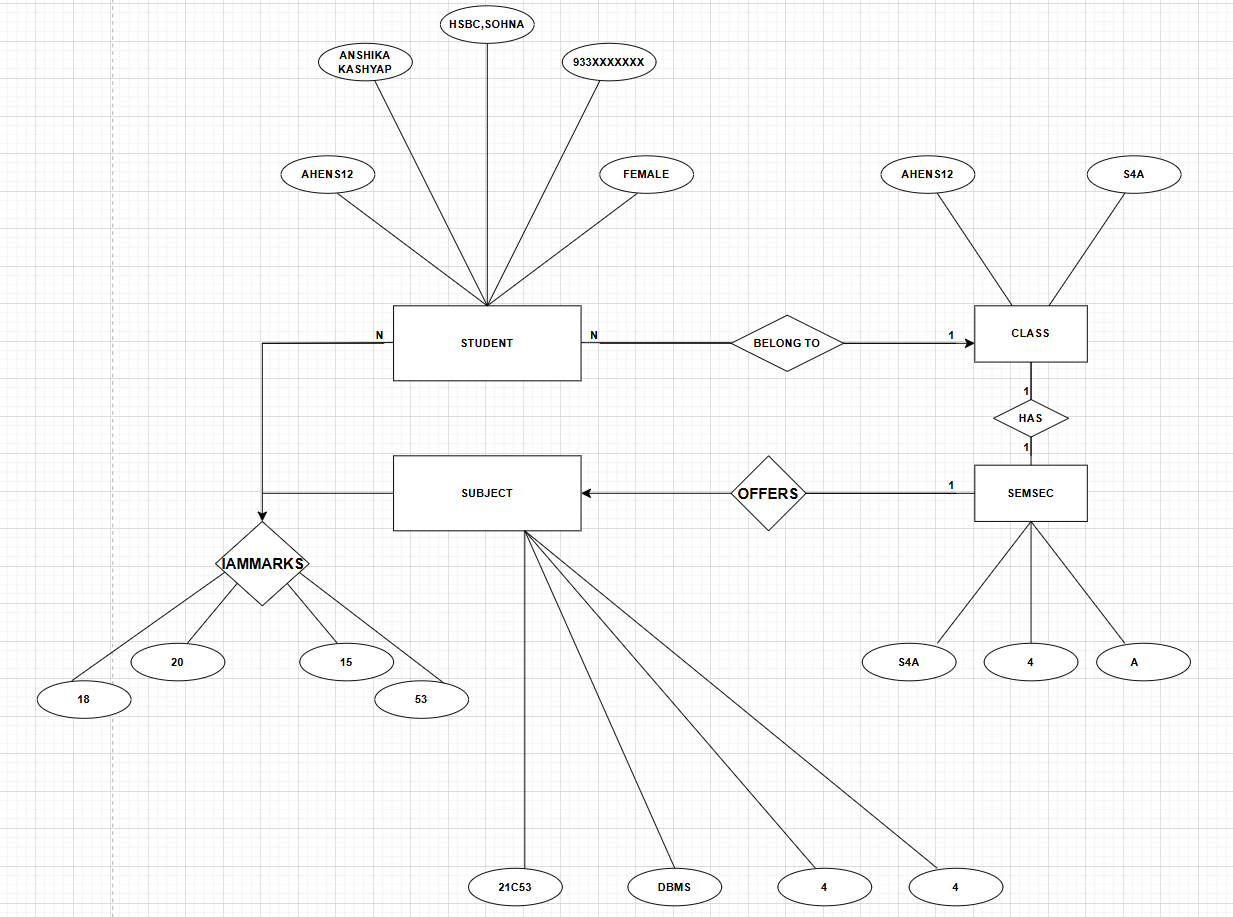 HSBC,SOHNA
ANSHIKA
KASHYAP
933XXXXXXX
AHENS12
FEMALE
AHENS12
S4A
N
STUDENT
N
BELONG TO
1
CLASS
1
HAS
1
SUBJECT
OFFERS
1
SEMSEC
IAMMARKS
20
15
S4A
4
A
18
53
21C53
DBMS
4
4